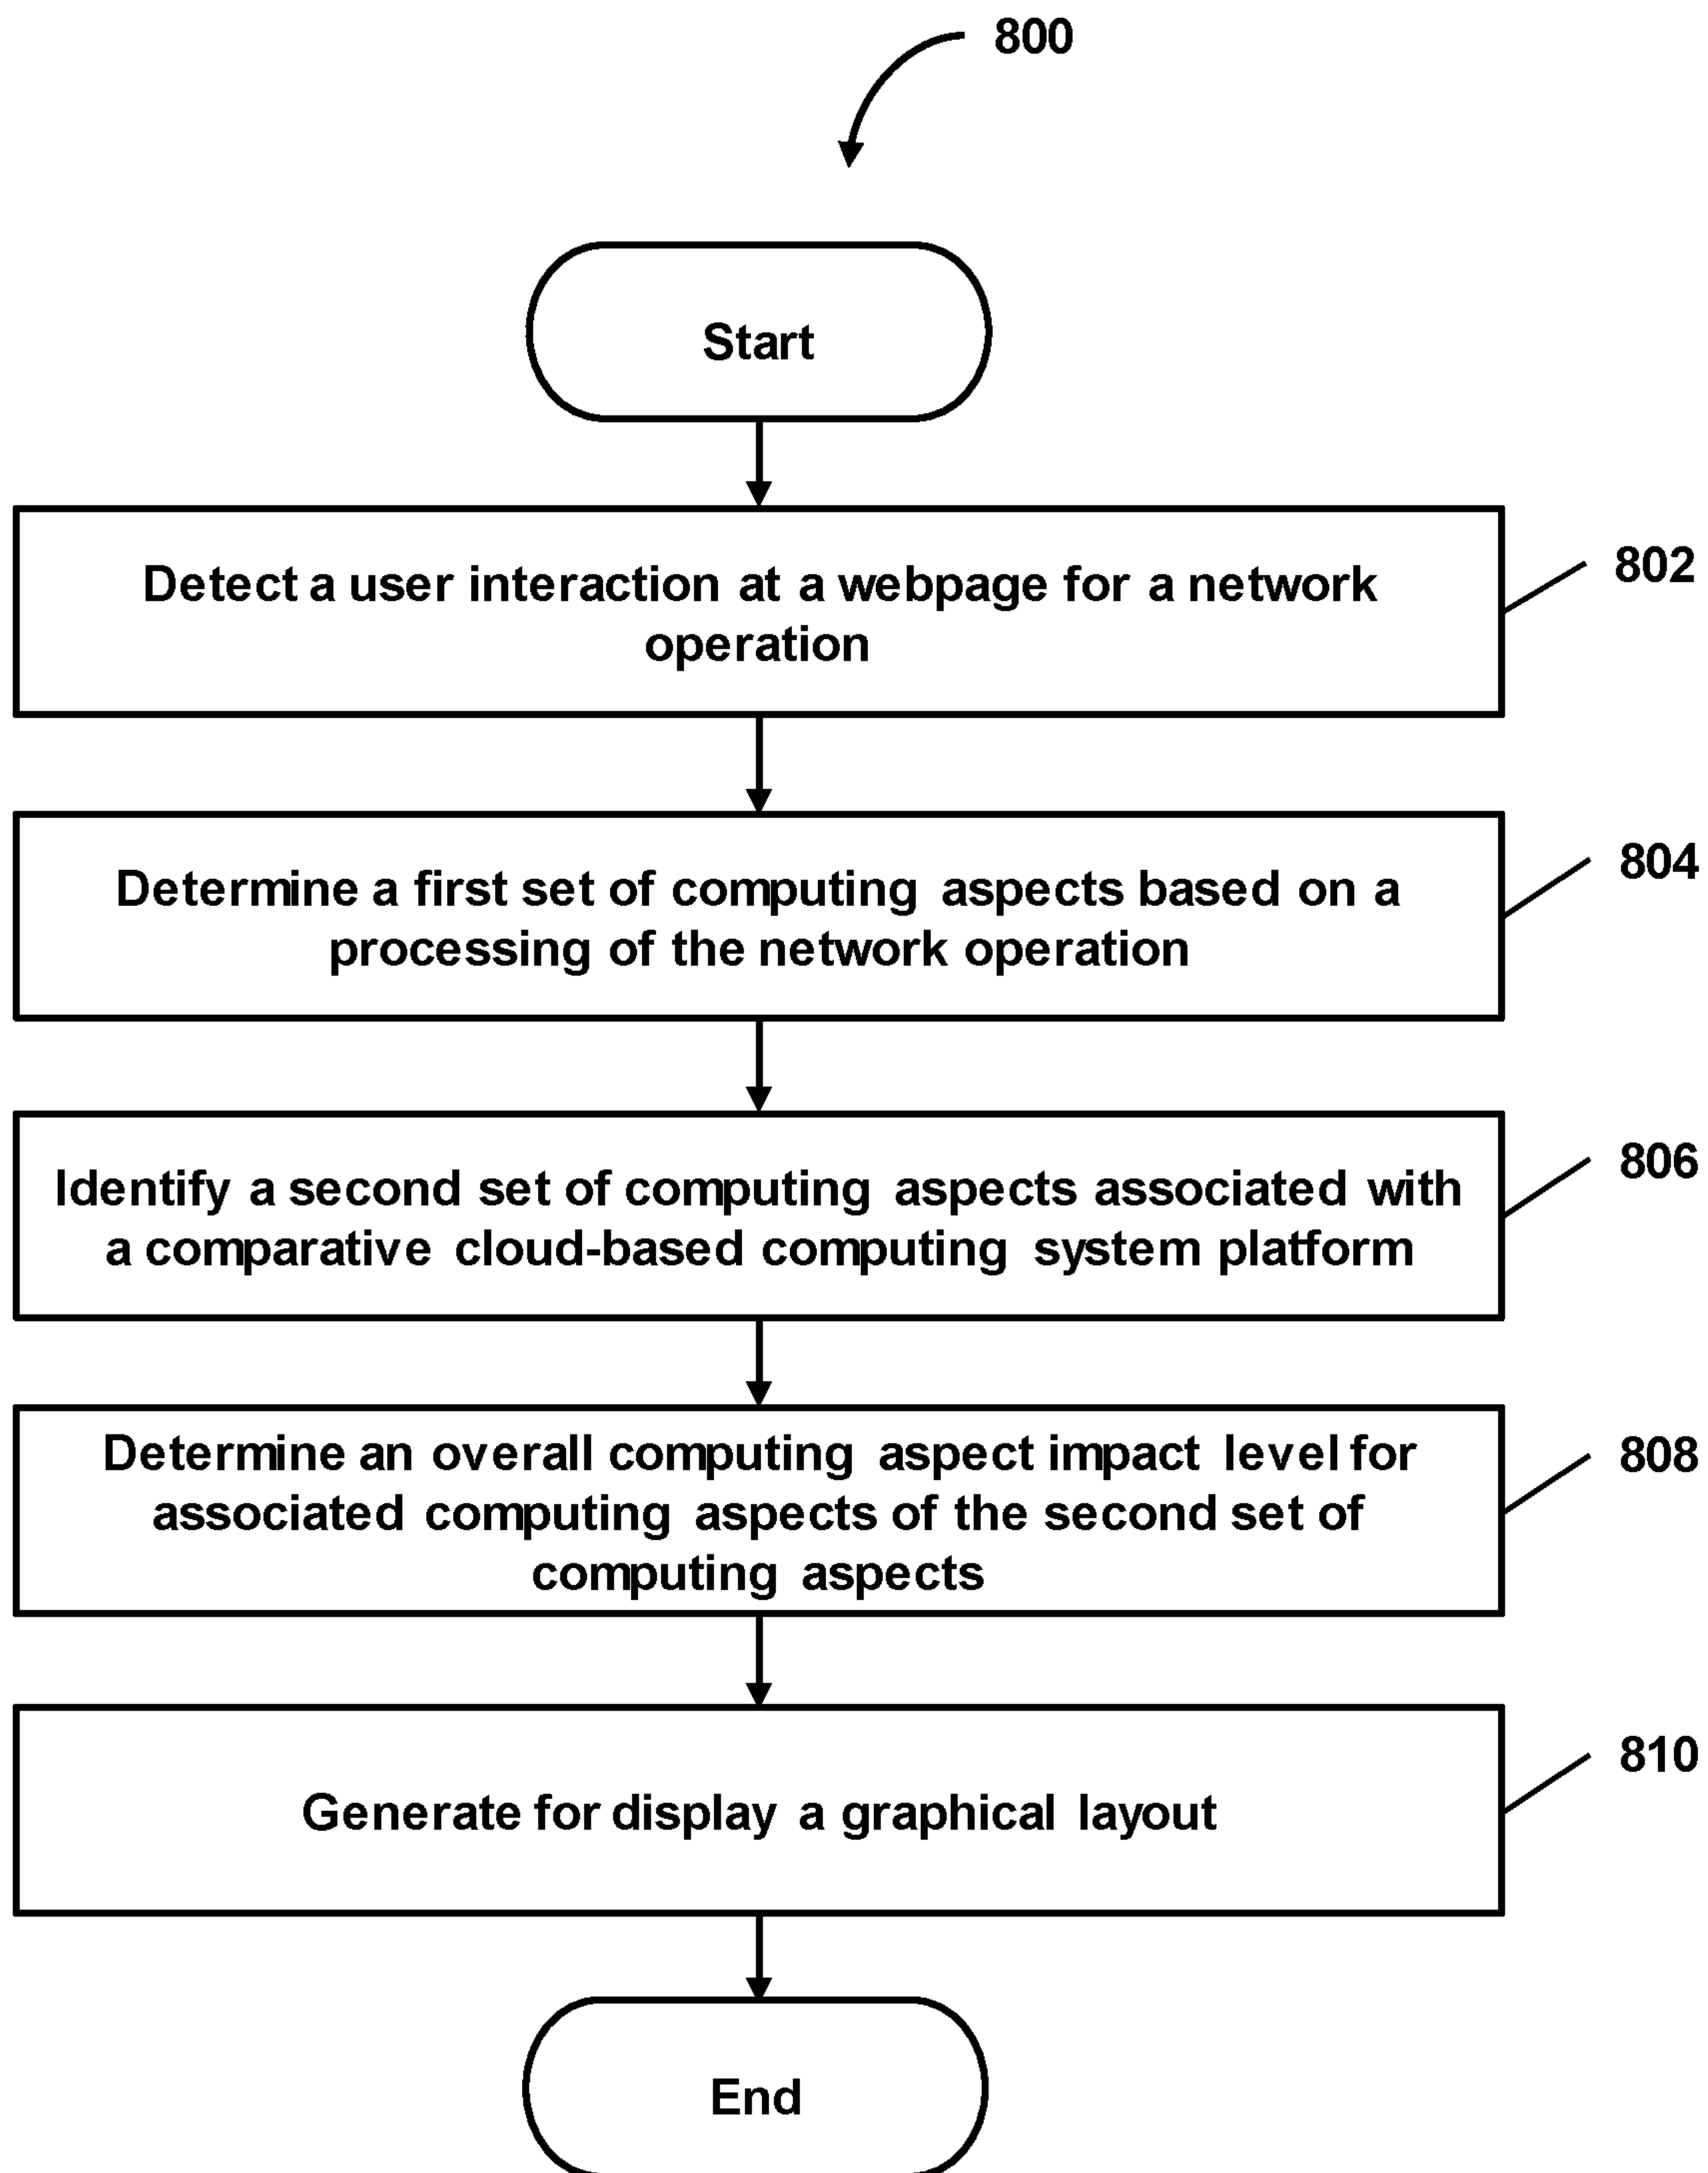 800
Start
Detect a user interaction at a webpage for a network
operation
802
Determine a first set of computing aspects based on a
processing of the network operation
804
Identify a second set of computing aspects associated with
a comparative cloud-based computing system platform
806
Determine an overall computing aspect impact level for
associated computing aspects of the second set of
computing aspects
808
Generate for display a graphical layout
810
End